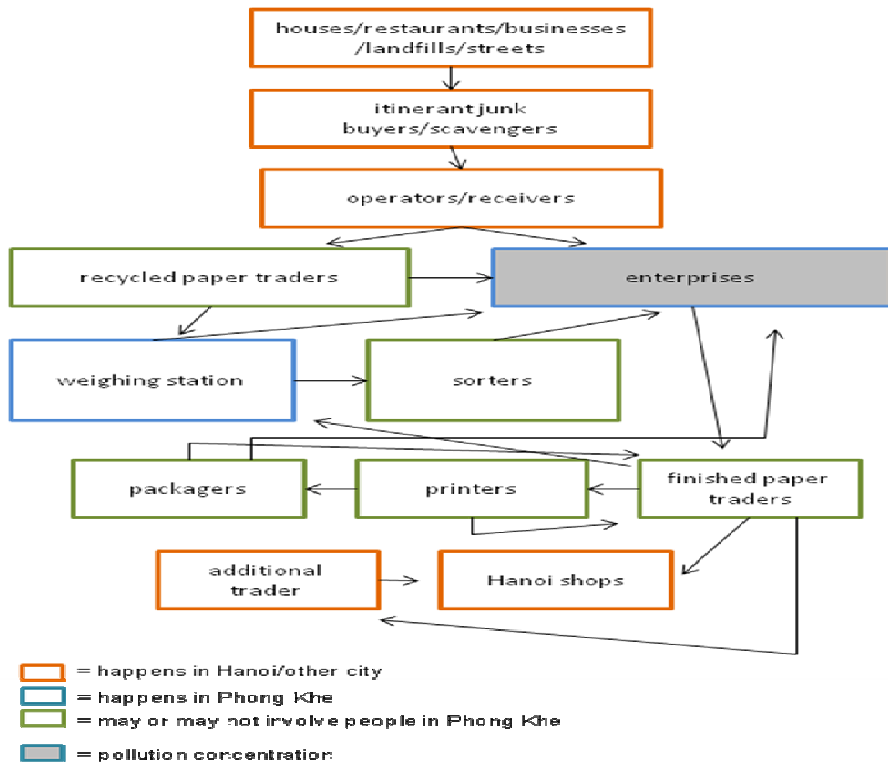 houses/restaurants/businesses
/landfills/streets
itinerant junk
buyers/scavengers
operators/receivers
recycled paper traders
enterprises
weighing station
sorters
packagers
printers
finished paper
traders
additional
trader
Hanoi shops
= happens in Hanoi/other city
= happens in Phong Khe
= may or may not involve people in Phong Khe
= pollution concentration